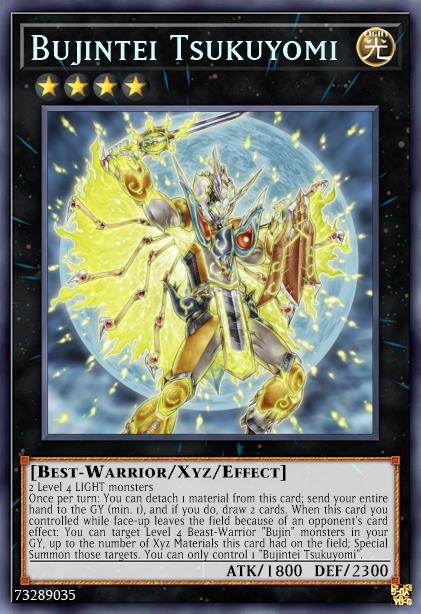 BUJINTEI TSUKUYOMI
LIGHT
光
[BEST-WARRIOR/XYZ/EFFECT]
2 Level 4 LIGHT monsters
Once per turn: You can detach 1 material from this card; send your entire
hand to the GY (min. 1), and if you do, draw 2 cards. When this card you
controlled while face-up leaves the field because of an opponent's card
effect: You can target Level 4 Beast-Warrior "Bujin" monsters in your
GY, up to the number of Xyz Materials this card had on the field; Special
Summon those targets. You can only control 1 "Bujintei Tsukuyomi".
ATK/1800 DEF/2300
73289035